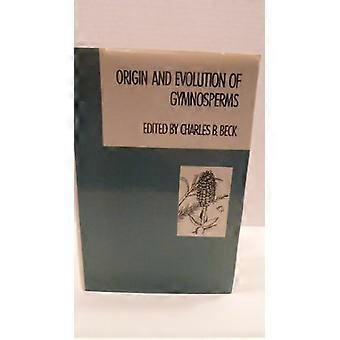 ORIGIN AND EVOLUTION OF
GYMNOSPERMS
EDITED BY CHARLES B. BECK